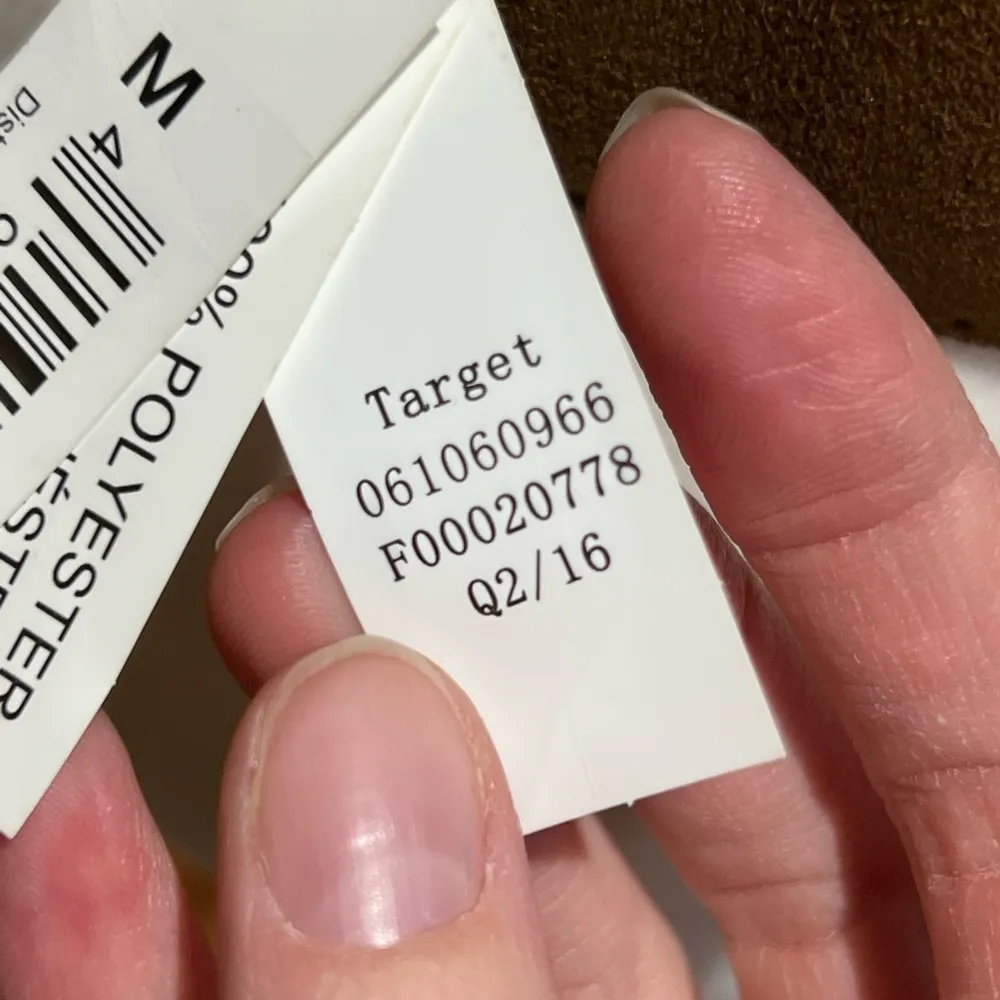 Target
061060966
F00020778
Q2/16
M
4
% POLYESTER